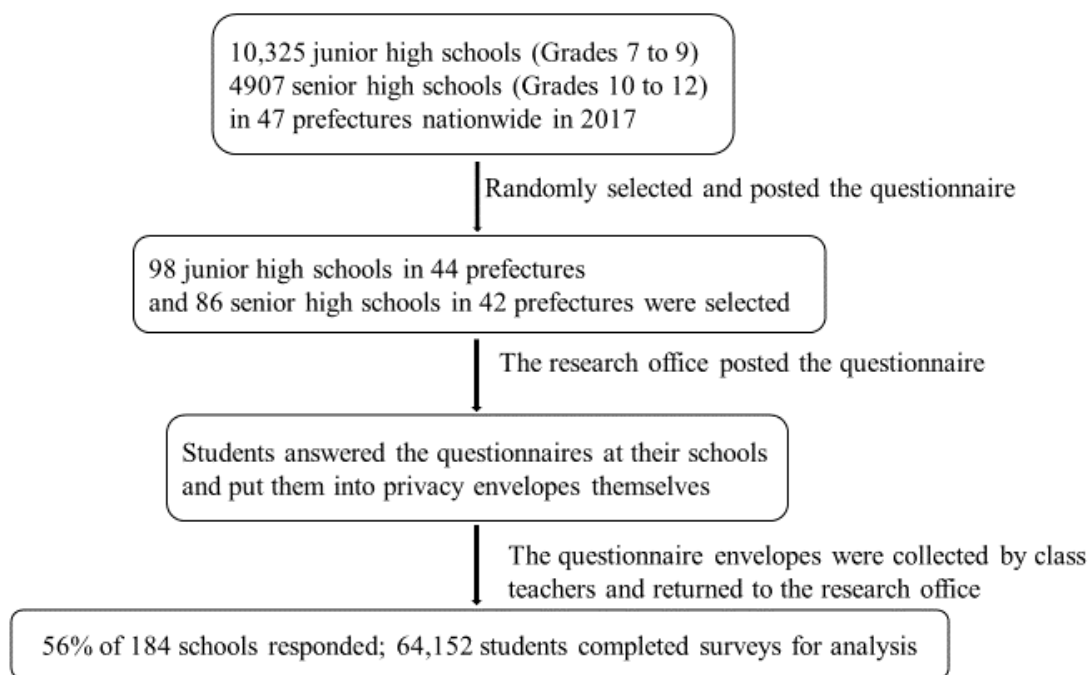 10,325 junior high schools (Grades 7 to 9)
4907 senior high schools (Grades 10 to 12)
in 47 prefectures nationwide in 2017
Randomly selected and posted the questionnaire
98 junior high schools in 44 prefectures
and 86 senior high schools in 42 prefectures were selected
The research office posted the questionnaire
Students answered the questionnaires at their schools
and put them into privacy envelopes themselves
The questionnaire envelopes were collected by class
teachers and returned to the research office
56% of 184 schools responded; 64,152 students completed surveys for analysis